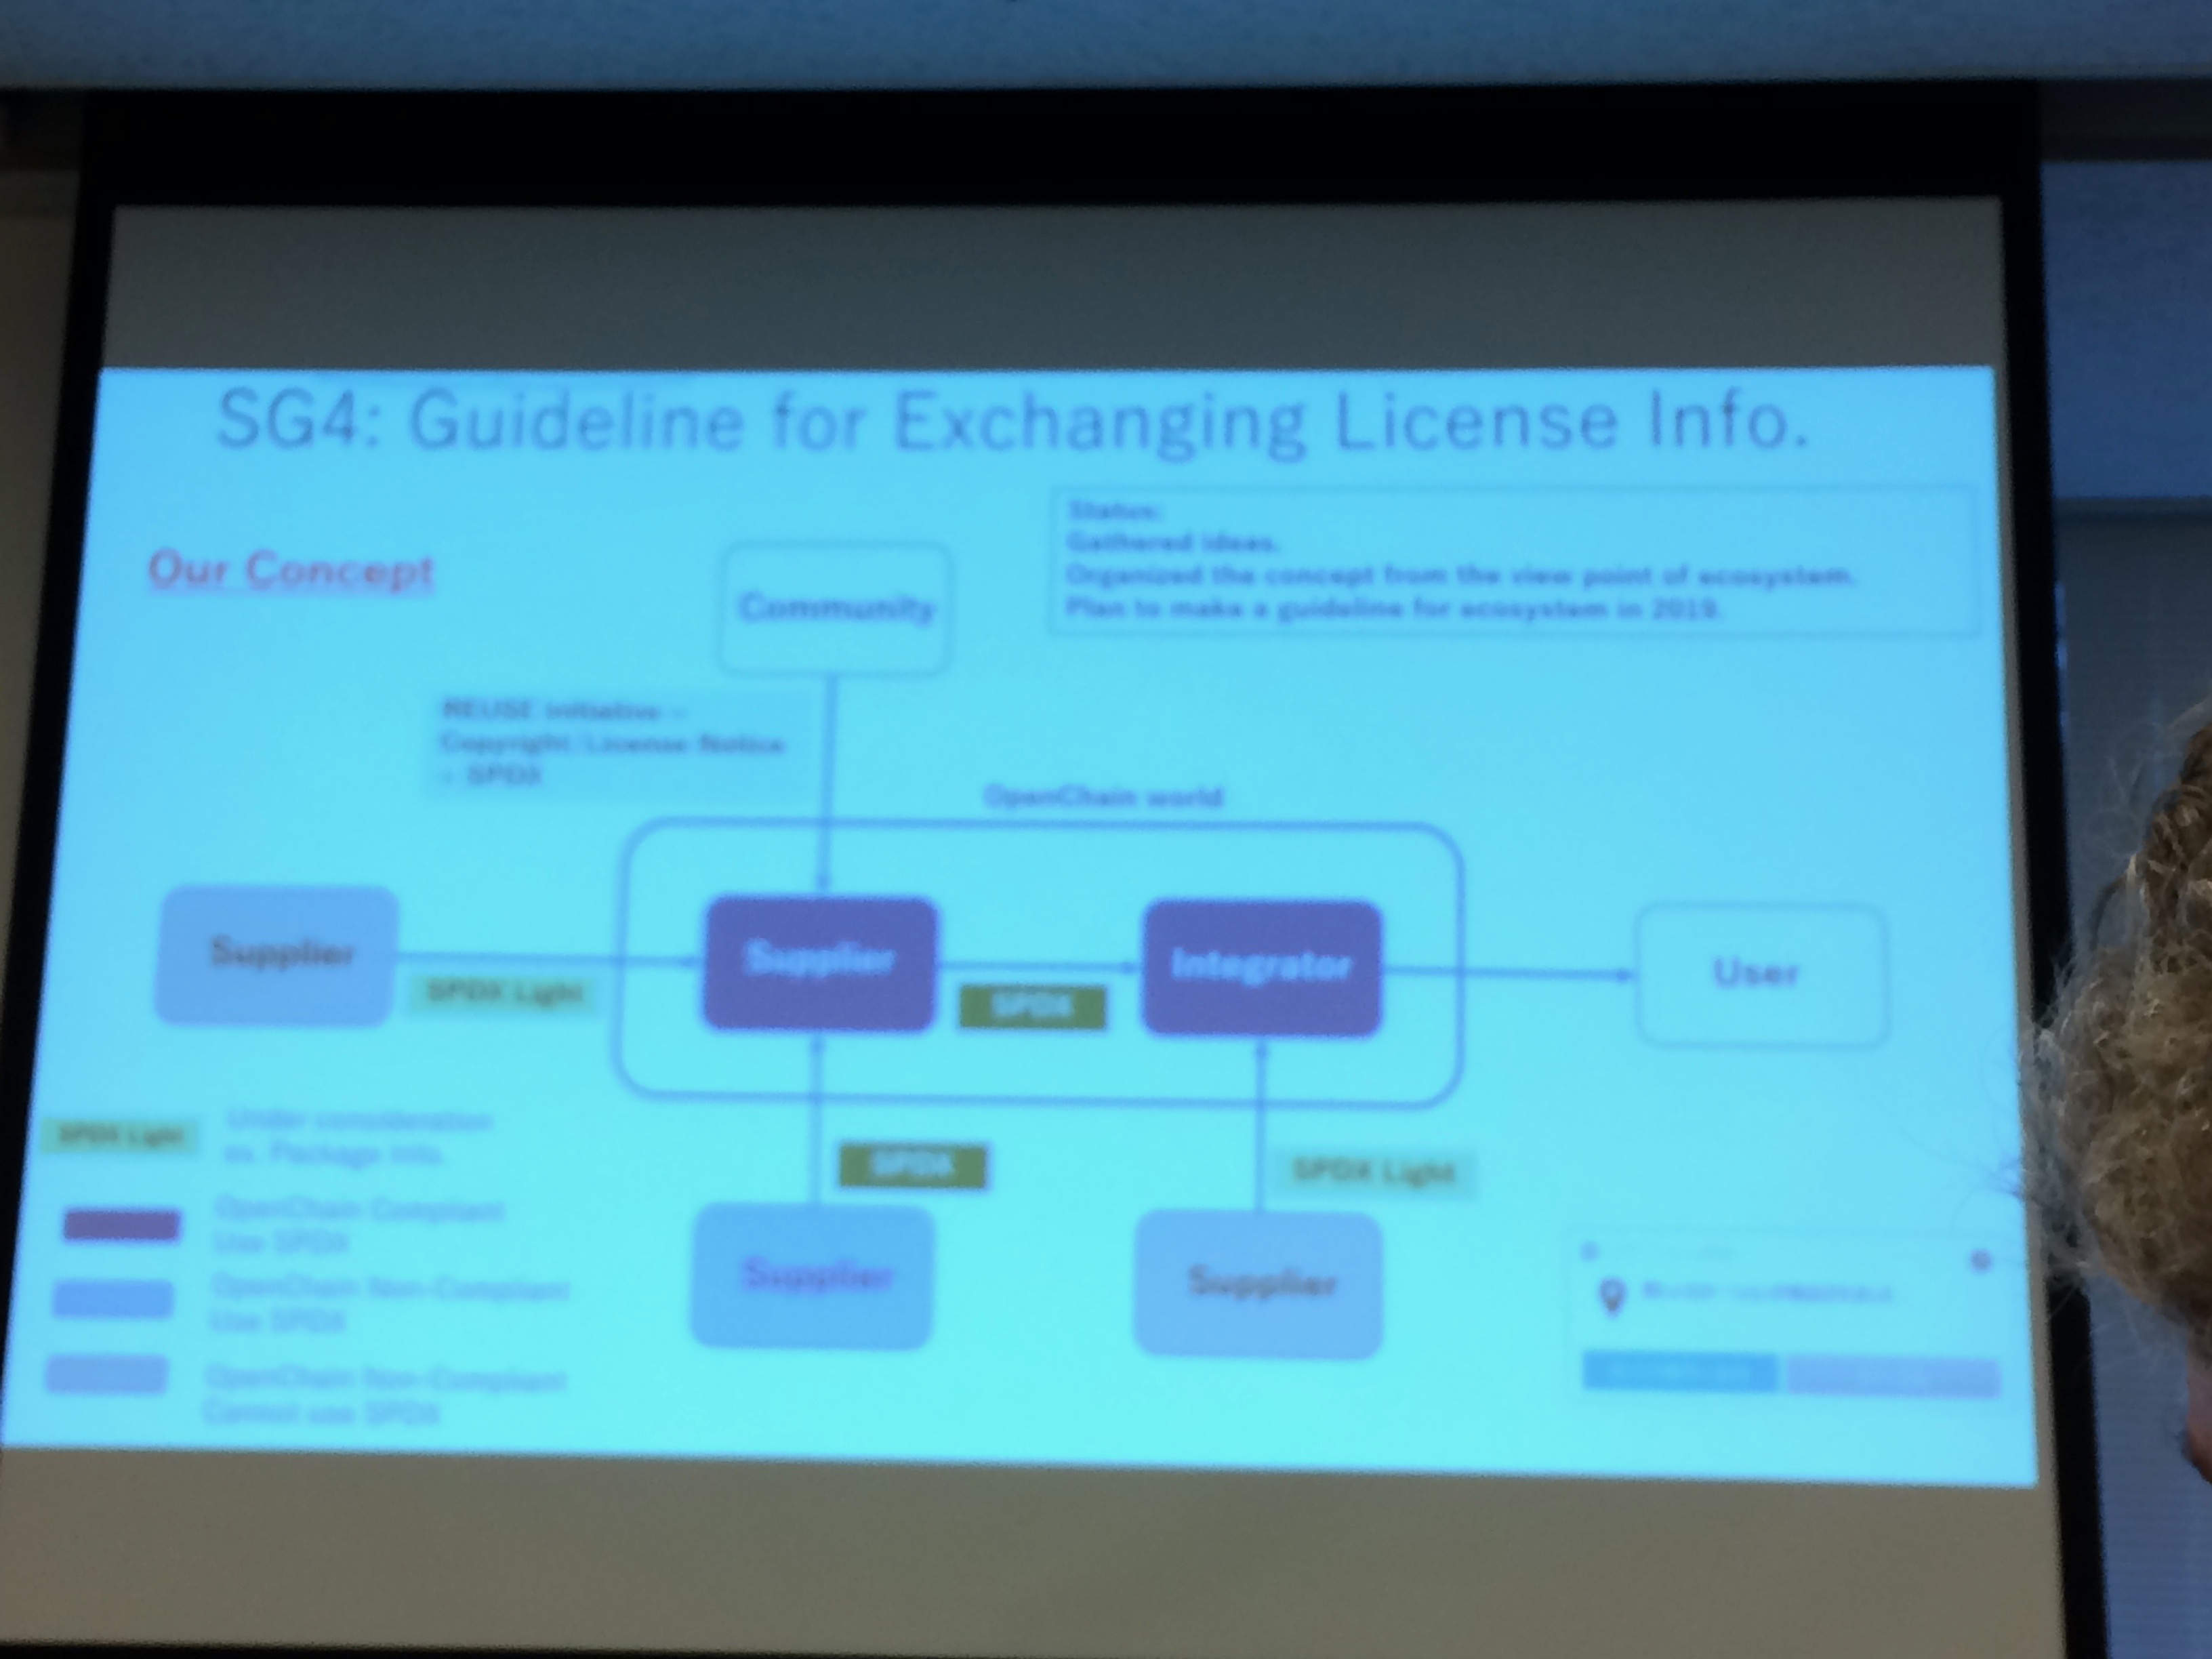 SG4: Guideline for Exchanging License Info.
Our Concept
Status:
Gathered ideas.
Organized the concept from the view point of ecosystem.
Plan to make a guideline for ecosystem in 2019.
Community
REUSE initiative –
Copyright/License Notice
- SPDX
OpenChain world
Supplier
SPDX Light
Supplier
SPDX
Integrator
User
SPDX Light
Under consideration
ex. Package Info.
OpenChain Compliant
Use SPDX
OpenChain Non-Compliant
Use SPDX
OpenChain Non-Compliant
Cannot use SPDX
SPDX
Supplier
SPDX Light
Supplier